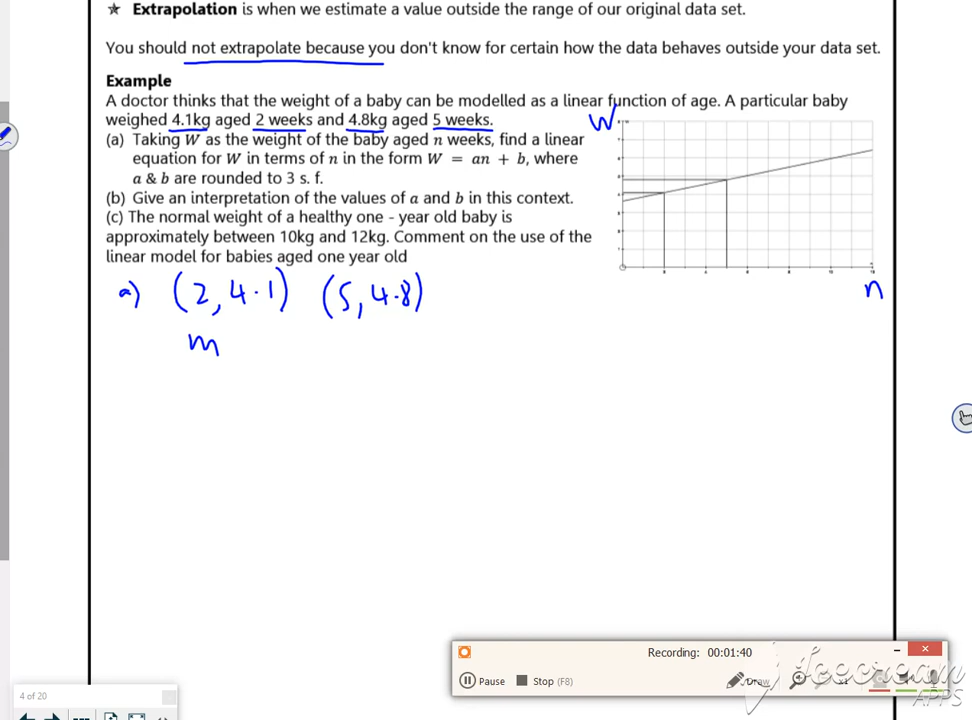 ★ Extrapolation is when we estimate a value outside the range of our original data set.
You should not extrapolate because you don't know for certain how the data behaves outside your data set.
Example
A doctor thinks that the weight of a baby can be modelled as a linear function of age. A particular baby
weighed 4.1kg aged 2 weeks and 4.8kg aged 5 weeks.
W
(a) Taking W as the weight of the baby aged n weeks, find a linear
equation for W in terms of n in the form W = an + b, where
a & b are rounded to 3 s. f.
(b) Give an interpretation of the values of a and b in this context.
(c) The normal weight of a healthy one - year old baby is
approximately between 10kg and 12kg. Comment on the use of the
linear model for babies aged one year old
n
a) (2, 4.1) (5, 4.8)
m
Recording: 00:01:40
Pause Stop (F8) Draw x1
Icecream
APPS
4 of 20